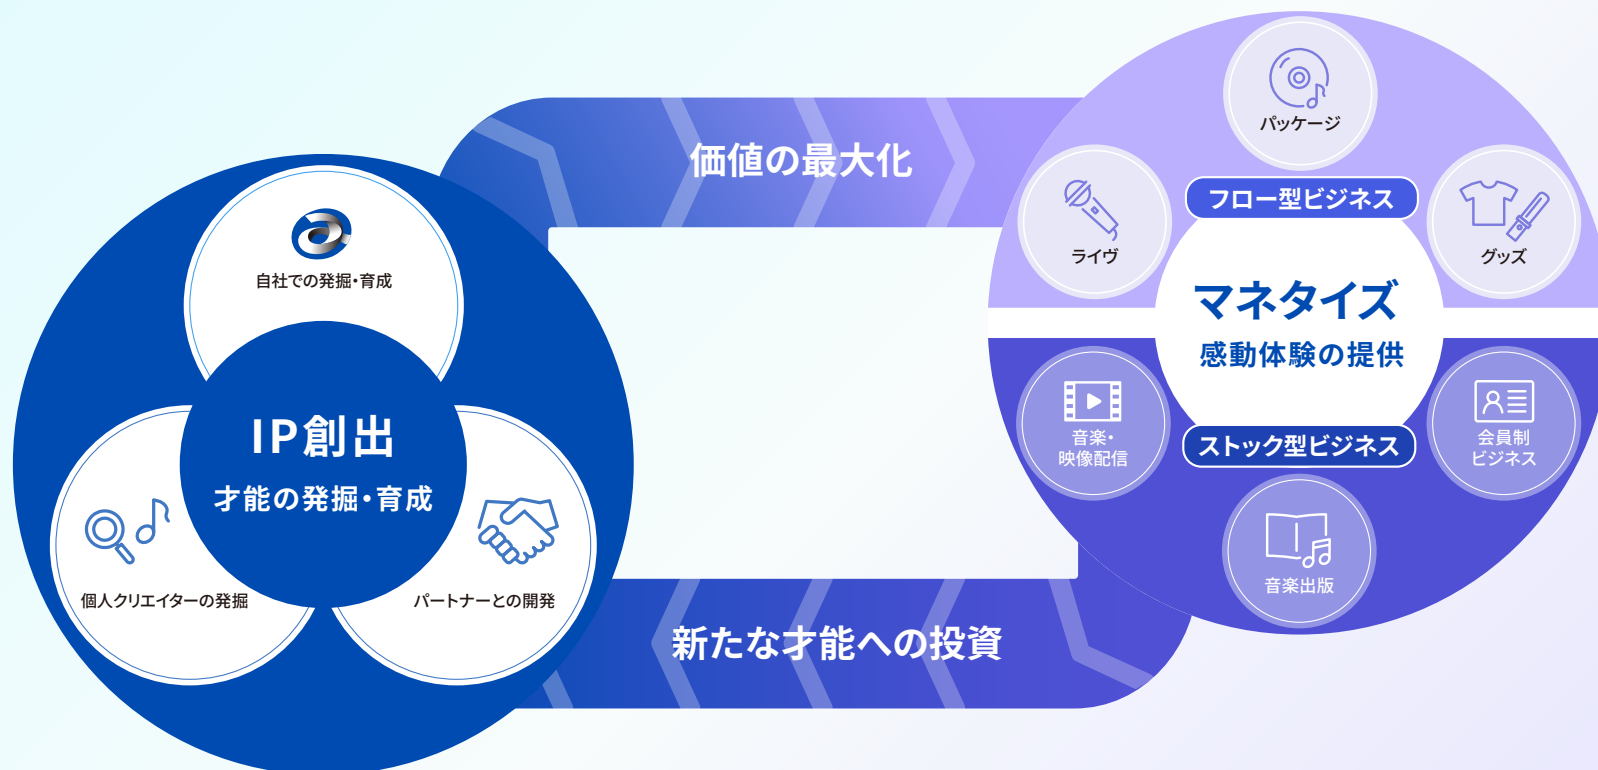 価値の最大化
自社での発掘・育成
IP創出
才能の発掘・育成
個人クリエイターの発掘
パートナーとの開発
新たな才能への投資
パッケージ
ライヴ
フロー型ビジネス
グッズ
マネタイズ
感動体験の提供
音楽・
映像配信
ストック型ビジネス
会員制
ビジネス
音楽出版